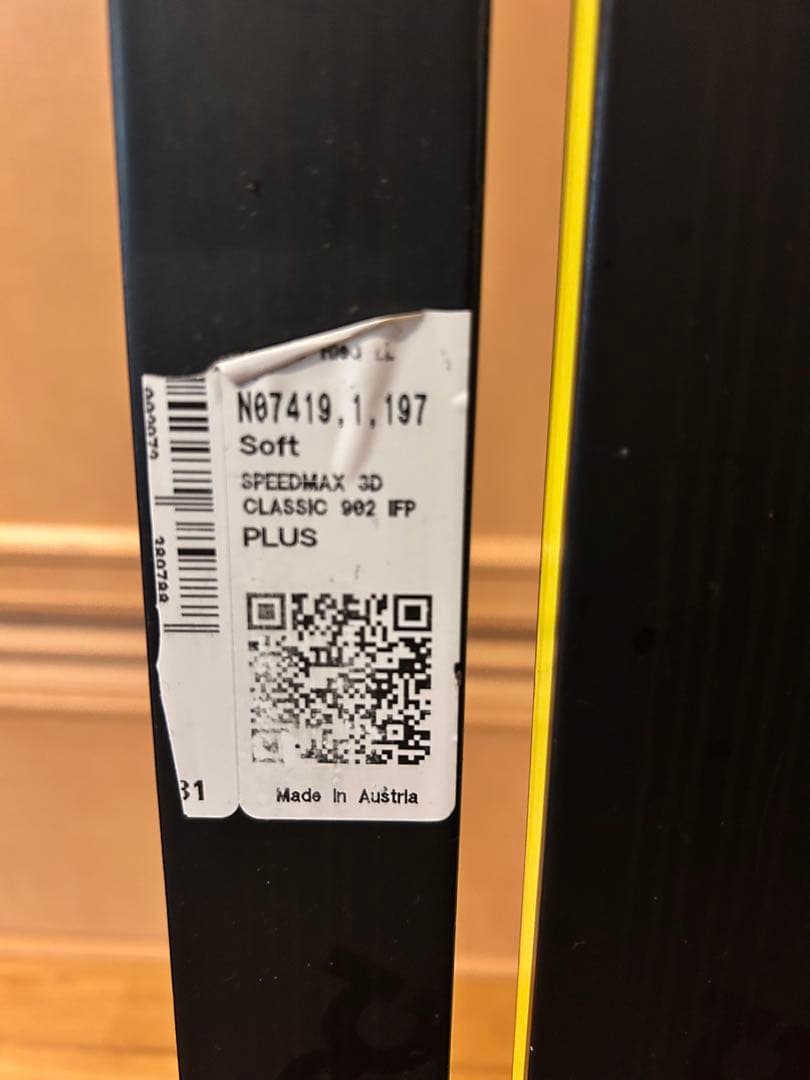 N07419,1,197
Soft
SPEEDMAX 3D
CLASSIC 902 IFP
PLUS
Made in Austria